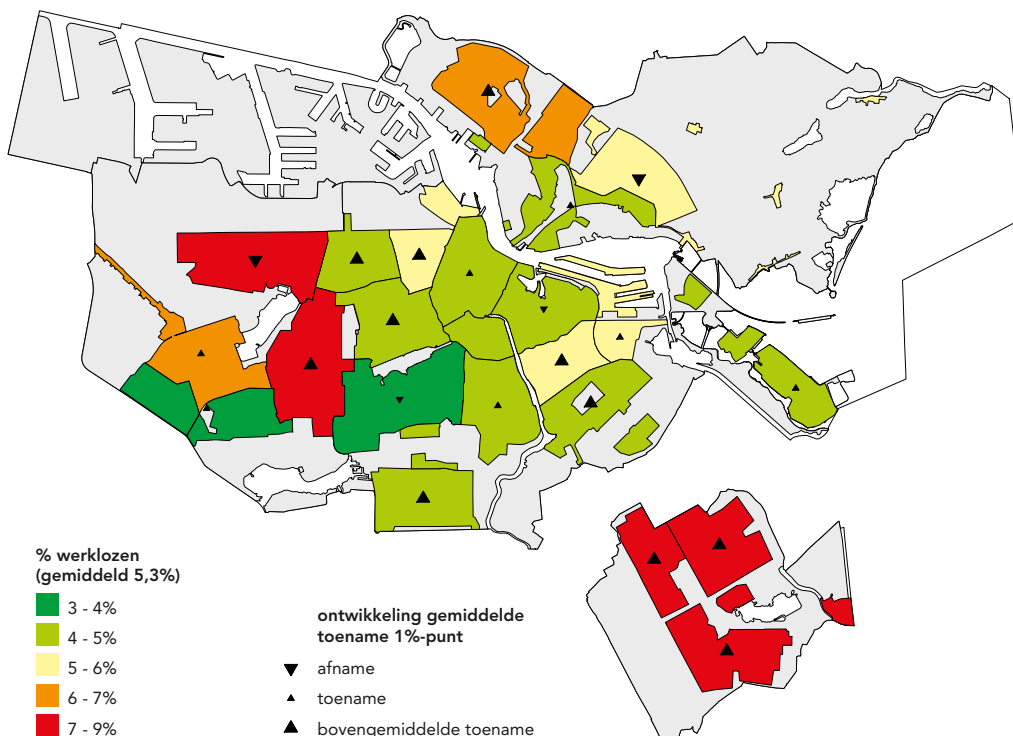 % werklozen
(gemiddeld 5,3%)
3 - 4%
4 - 5%
5 - 6%
6 - 7%
7 - 9%
ontwikkeling gemiddelde
toename 1%-punt
afname
toename
bovengemiddelde toename